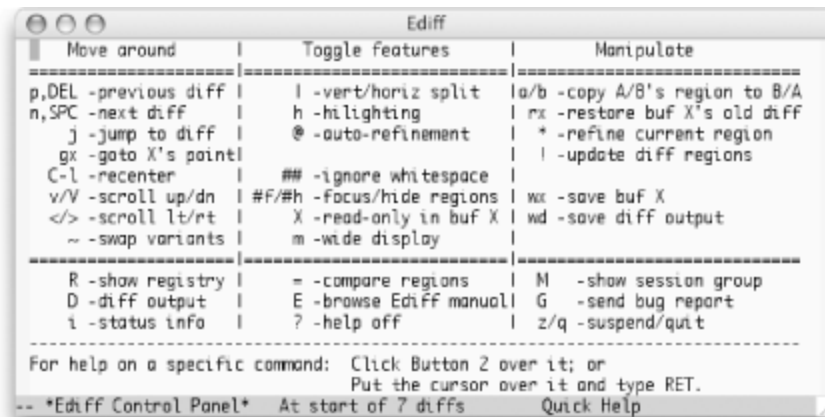 Ediff
Move around | Toggle features | Manipulate
=====================|===========================|=============================
p,DEL -previous diff | | -vert/horiz split |a/b -copy A/B's region to B/A
n,SPC -next diff | h -hilighting | rx -restore buf X's old diff
j -jump to diff | @ -auto-refinement | * -refine current region
gx -goto X's point| | ! -update diff regions
C-l -recenter | ## -ignore whitespace |
v/V -scroll up/dn | #f/#h -focus/hide regions | wx -save buf X
</> -scroll lt/rt | X -read-only in buf X | wd -save diff output
~ -swap variants | m -wide display |
=====================|===========================|=============================
R -show registry | = -compare regions | M -show session group
D -diff output | E -browse Ediff manual| G -send bug report
i -status info | ? -help off | z/q -suspend/quit
-------------------------------------------------------------------------------
For help on a specific command: Click Button 2 over it; or
Put the cursor over it and type RET.
-- *Ediff Control Panel* At start of 7 diffs Quick Help